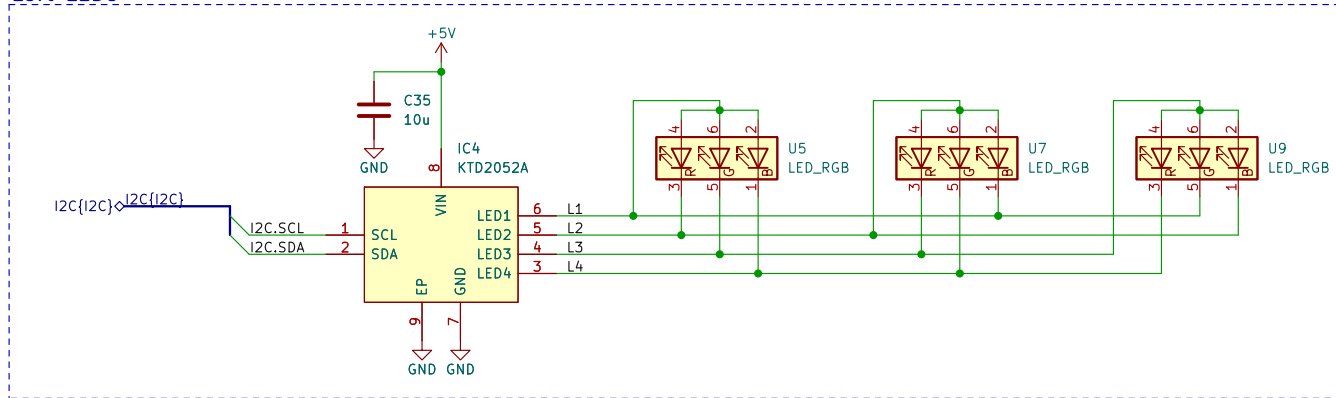 +5V
C35
10u
GND
IC4
KTD2052A
8
VIN
I2C{I2C}
I2C{I2C}
I2C.SCL
1
SCL
I2C.SDA
2
SDA
LED1
6
L1
LED2
5
L2
LED3
4
L3
LED4
3
L4
EP
GND
9
7
GND
GND
4
6
2
R
G
B
3
5
1
U5
LED_RGB
4
6
2
R
G
B
3
5
1
U7
LED_RGB
4
6
2
R
G
B
3
5
1
U9
LED_RGB